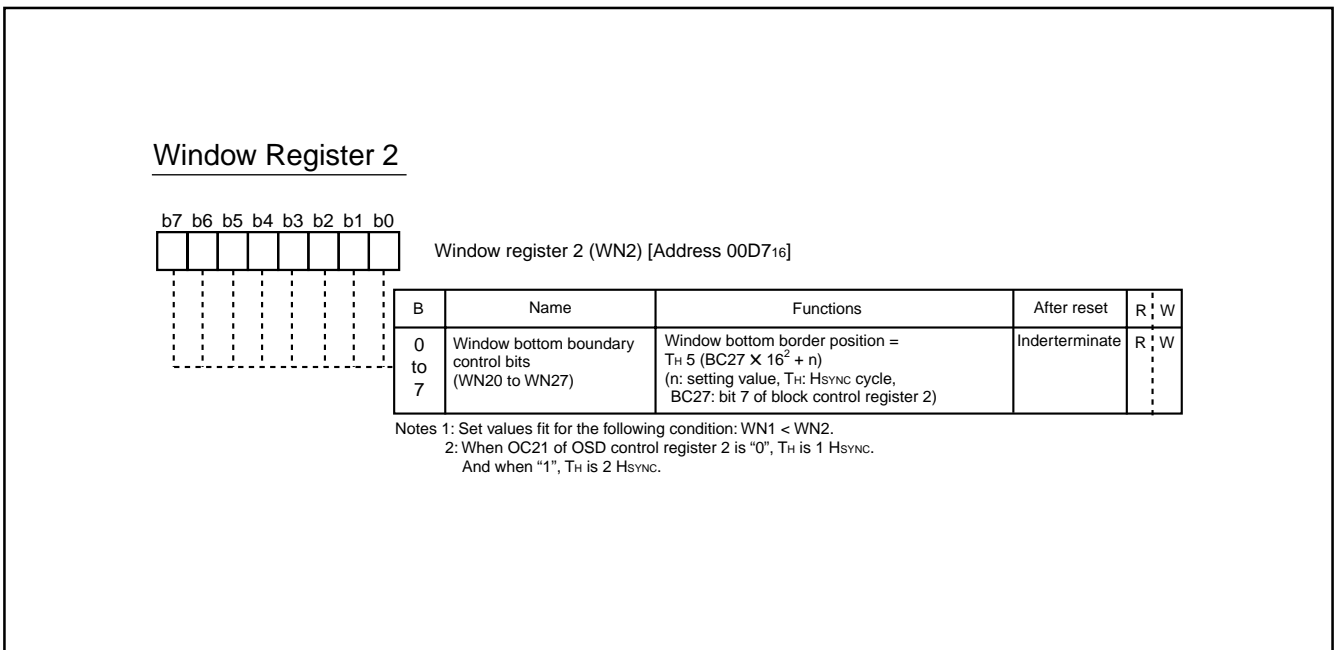 Window Register 2
b7 b6 b5 b4 b3 b2 b1 b0
Window register 2 (WN2) [Address 00D716]
B Name Functions After reset R W
0 to 7
Window bottom boundary
control bits
(WN20 to WN27)
Window bottom border position =
TH 5 (BC27 X 16² + n)
(n: setting value, TH: HSYNC cycle,
BC27: bit 7 of block control register 2)
Inderterminate R W
Notes 1: Set values fit for the following condition: WN1 < WN2.
2: When OC21 of OSD control register 2 is “0”, TH is 1 HSYNC.
And when “1”, TH is 2 HSYNC.